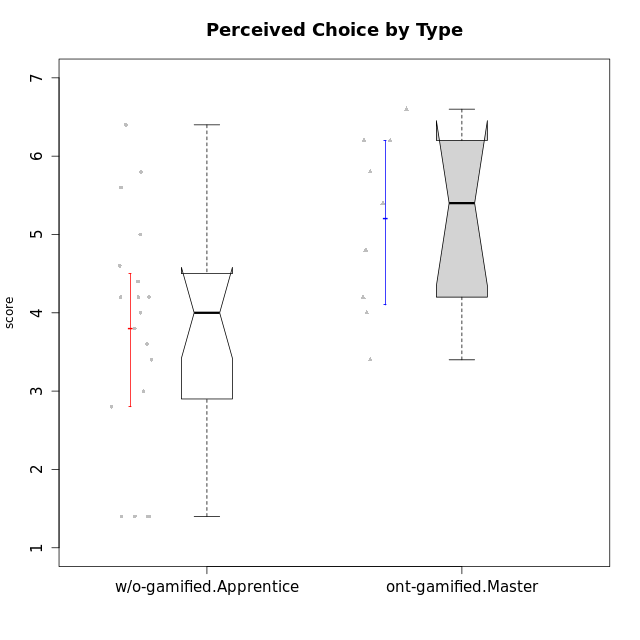 Perceived Choice by Type
score
7
6
5
4
3
2
1
w/o-gamified.Apprentice
ont-gamified.Master